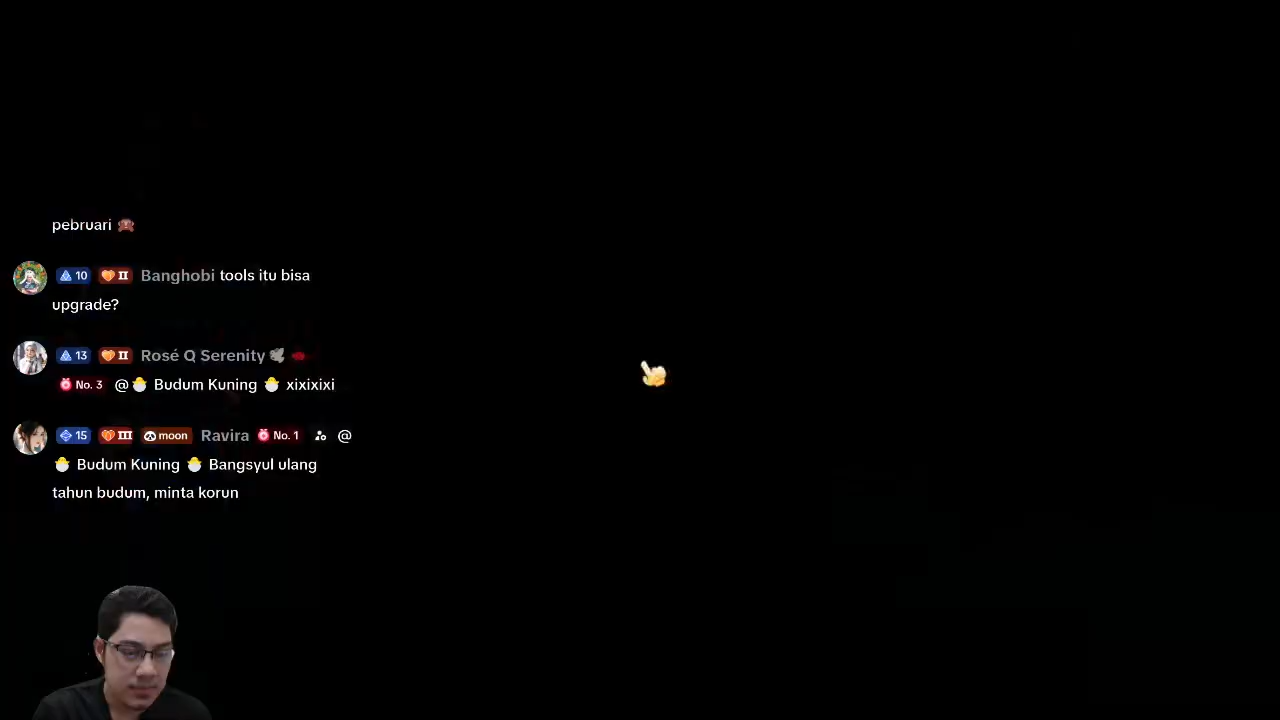 pebruari
10 II Banghobi tools itu bisa
upgrade?
13 II Rosé Q Serenity
No. 3 @ Budum Kuning xixixixi
15 III moon Ravira No. 1 @
Budum Kuning Bangsyul ulang
tahun budum, minta korun